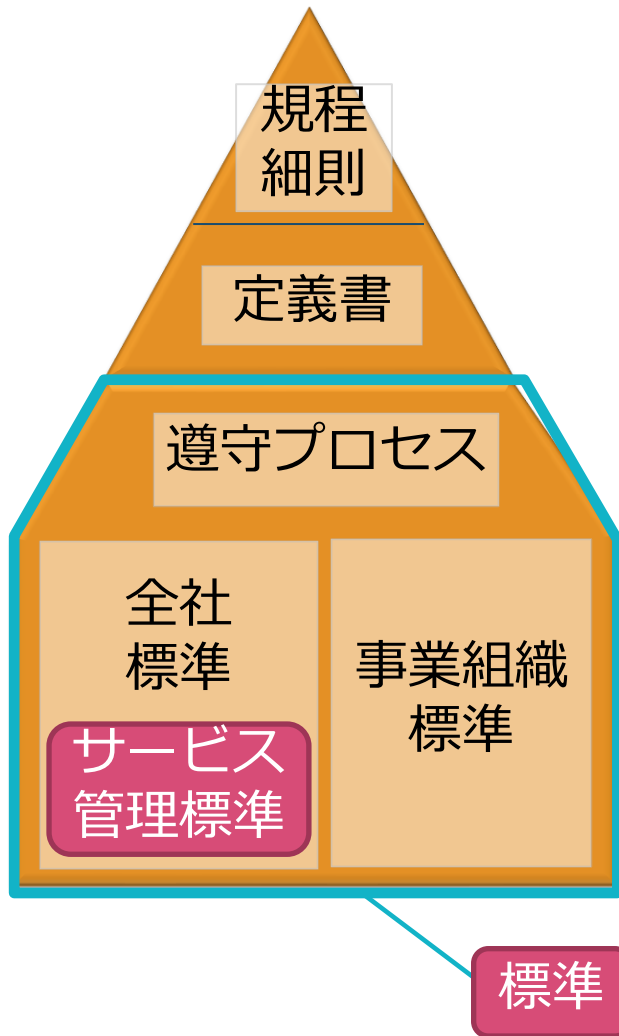 規程
細則
定義書
遵守プロセス
全社
標準
サービス
管理標準
事業組織
標準
標準